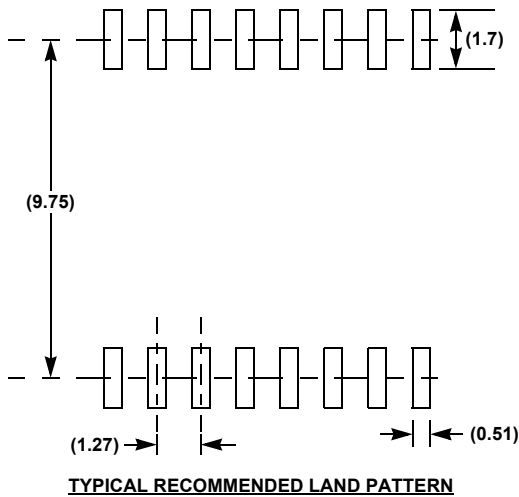 (1.7)
(9.75)
(1.27)
(0.51)
TYPICAL RECOMMENDED LAND PATTERN